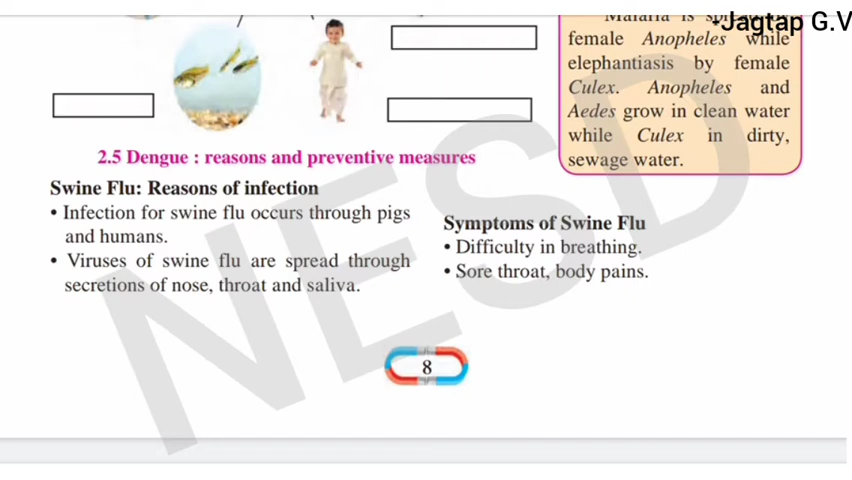 -Jagtap G.V
female Anopheles while
elephantiasis by female
Culex. Anopheles and
Aedes grow in clean water
while Culex in dirty,
sewage water.
2.5 Dengue : reasons and preventive measures
Swine Flu: Reasons of infection
• Infection for swine flu occurs through pigs
and humans.
• Viruses of swine flu are spread through
secretions of nose, throat and saliva.
Symptoms of Swine Flu
• Difficulty in breathing.
• Sore throat, body pains.
8
NESD